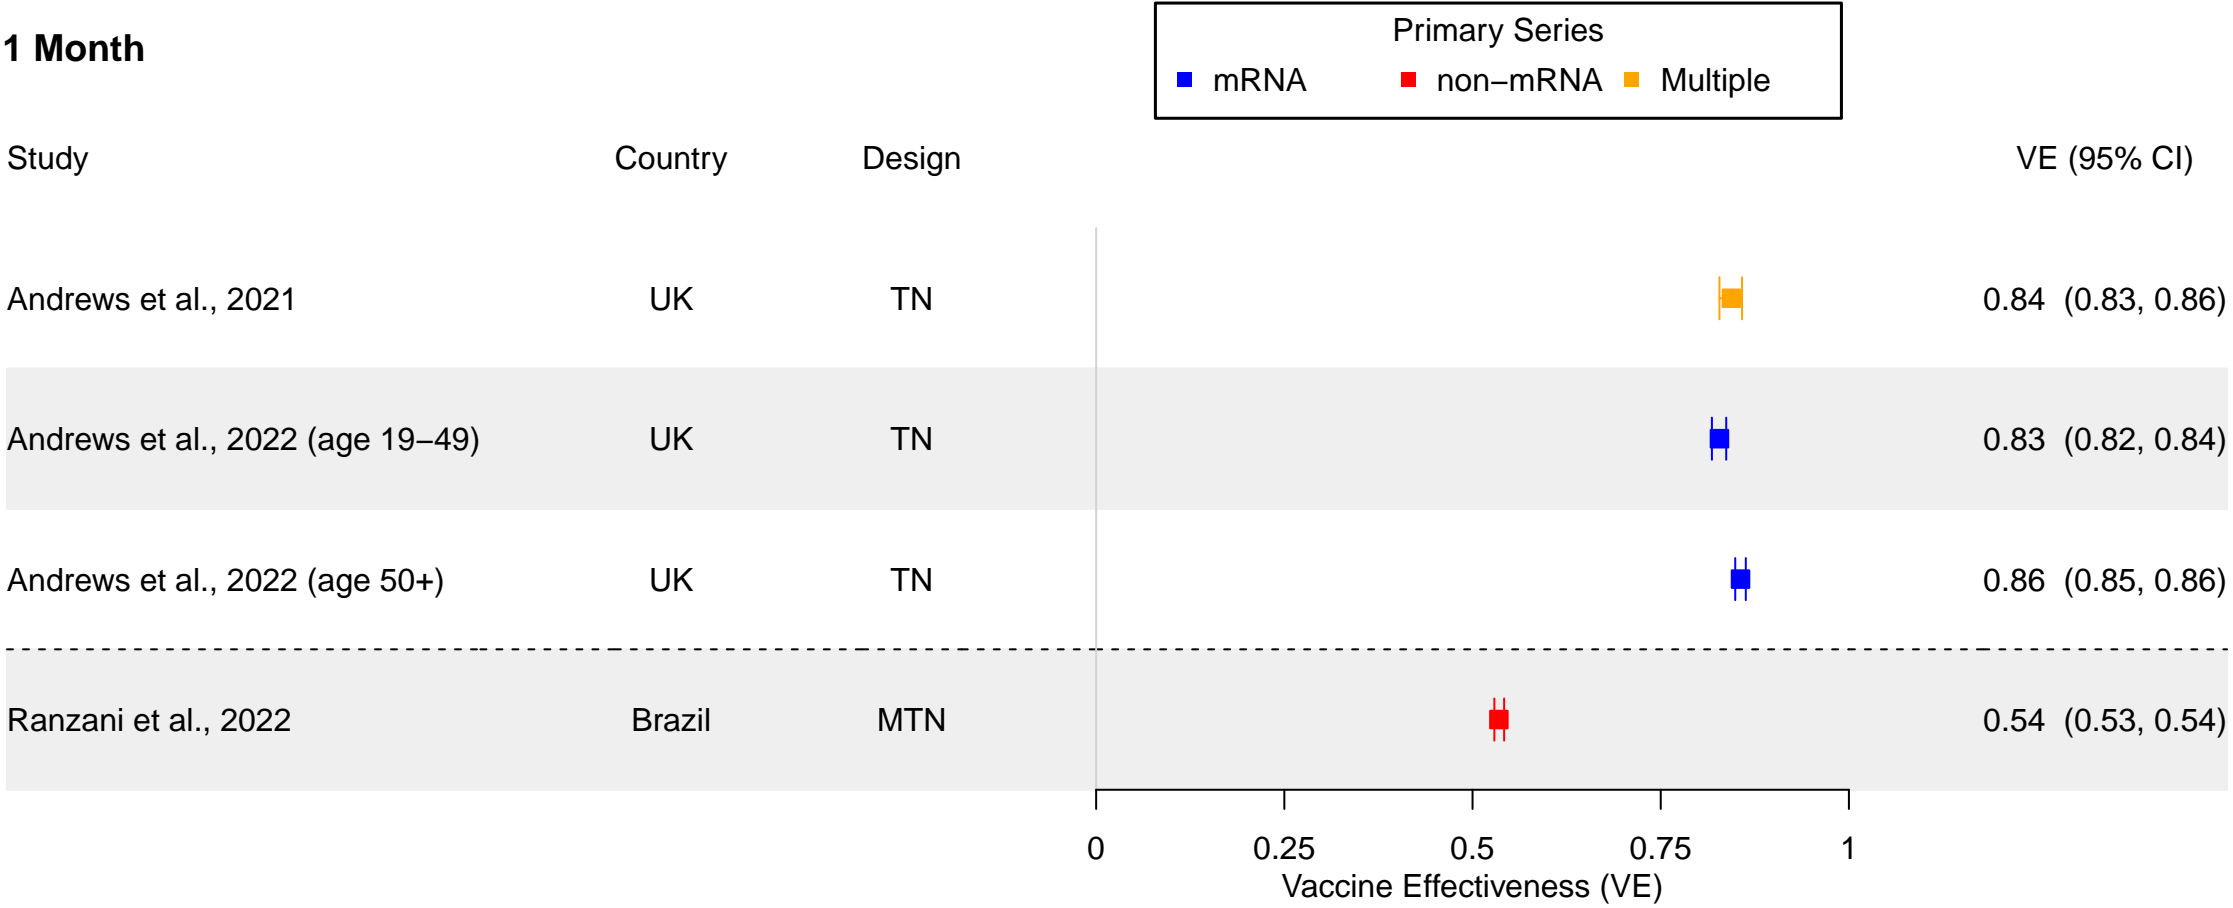 1 Month
Primary Series
mRNA non−mRNA Multiple
Study Country Design VE (95% CI)
Andrews et al., 2021 UK TN 0.84 (0.83, 0.86)
Andrews et al., 2022 (age 19−49) UK TN 0.83 (0.82, 0.84)
Andrews et al., 2022 (age 50+) UK TN 0.86 (0.85, 0.86)
Ranzani et al., 2022 Brazil MTN 0.54 (0.53, 0.54)
0 0.25 0.5 0.75 1
Vaccine Effectiveness (VE)